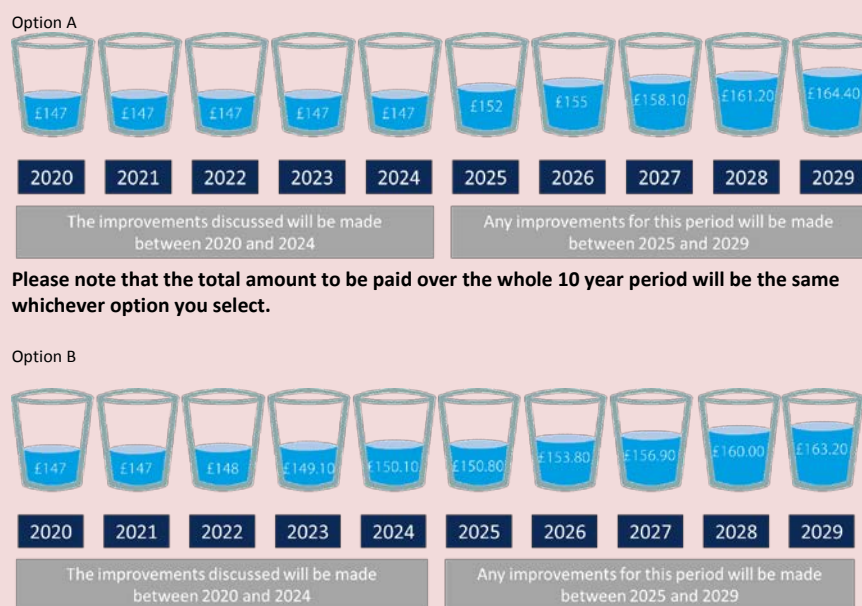 Option A
£147 £147 £147 £147 £147 £152 £155 £158.10 £161.20 £164.40
2020 2021 2022 2023 2024 2025 2026 2027 2028 2029
The improvements discussed will be made
between 2020 and 2024
Any improvements for this period will be made
between 2025 and 2029
Please note that the total amount to be paid over the whole 10 year period will be the same
whichever option you select.
Option B
£147 £147 £148 £149.10 £150.10 £150.80 £153.80 £156.90 £160.00 £163.20
2020 2021 2022 2023 2024 2025 2026 2027 2028 2029
The improvements discussed will be made
between 2020 and 2024
Any improvements for this period will be made
between 2025 and 2029